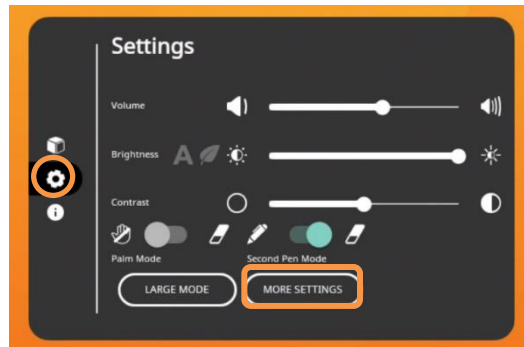 Settings
Volume
Brightness A
Contrast
Palm Mode Second Pen Mode
LARGE MODE MORE SETTINGS